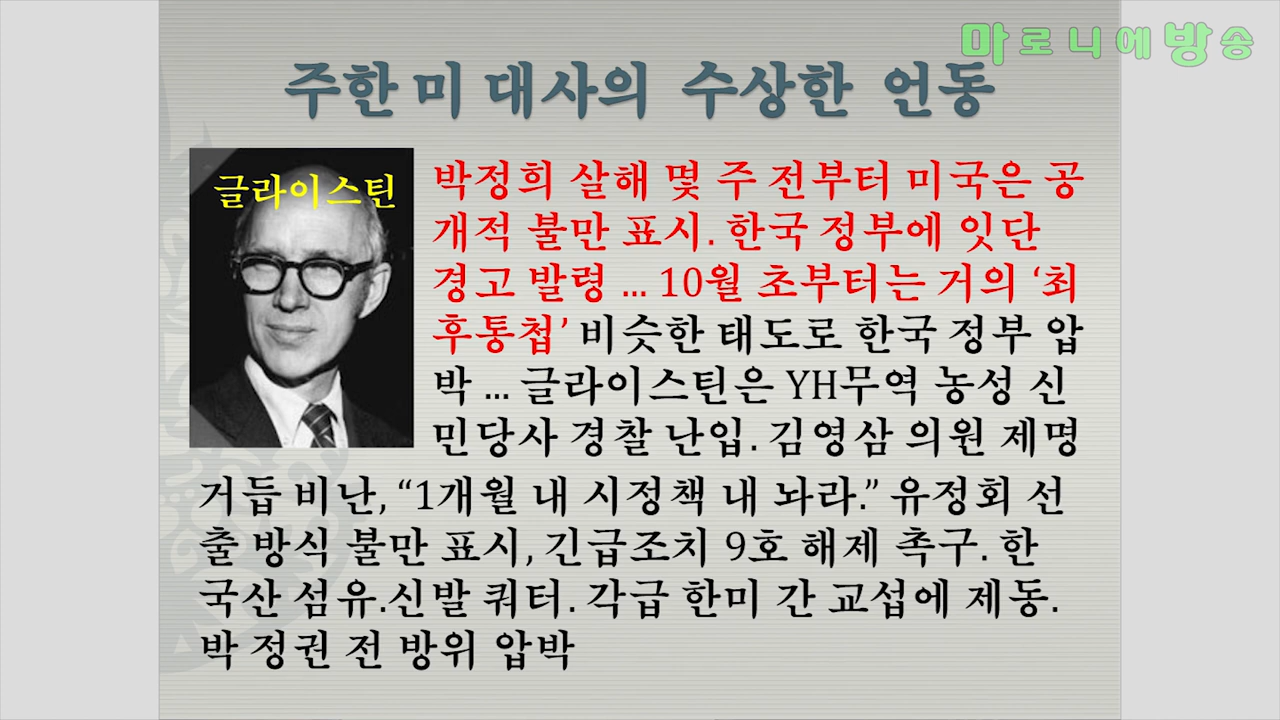 마로니에방송
주한 미 대사의 수상한 언동
글라이스틴
박정희 살해 몇 주 전부터 미국은 공
개적 불만 표시. 한국 정부에 잇단
경고 발령 ... 10월 초부터는 거의 ‘최
후통첩’ 비슷한 태도로 한국 정부 압
박 ... 글라이스틴은 YH무역 농성 신
민당사 경찰 난입. 김영삼 의원 제명
거듭 비난, “1개월 내 시정책 내 놔라.” 유정회 선
출 방식 불만 표시, 긴급조치 9호 해제 촉구. 한
국산 섬유.신발 쿼터. 각급 한미 간 교섭에 제동.
박 정권 전 방위 압박